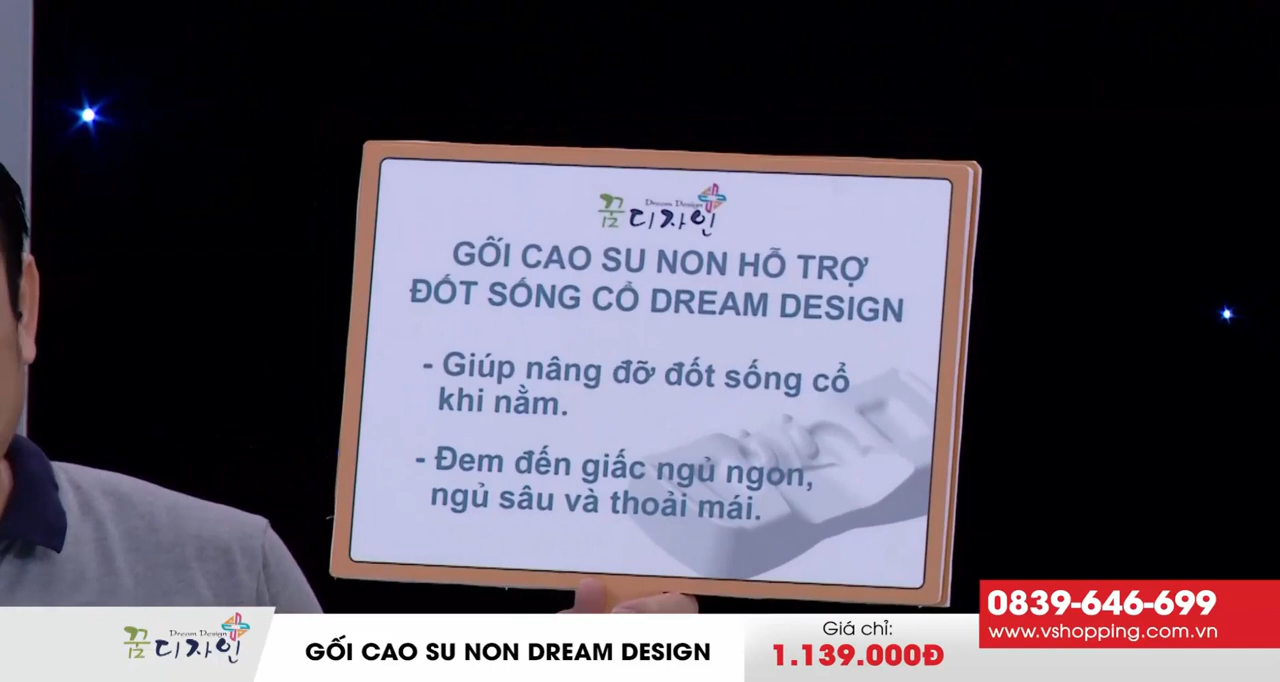 Dream Design
꿈디자인
GỐI CAO SU NON HỖ TRỢ
ĐỐT SỐNG CỔ DREAM DESIGN
- Giúp nâng đỡ đốt sống cổ
khi nằm.
- Đem đến giấc ngủ ngon,
ngủ sâu và thoải mái.
Dream Design
꿈디자인
GỐI CAO SU NON DREAM DESIGN
Giá chỉ:
1.139.000Đ
0839-646-699
www.vshopping.com.vn